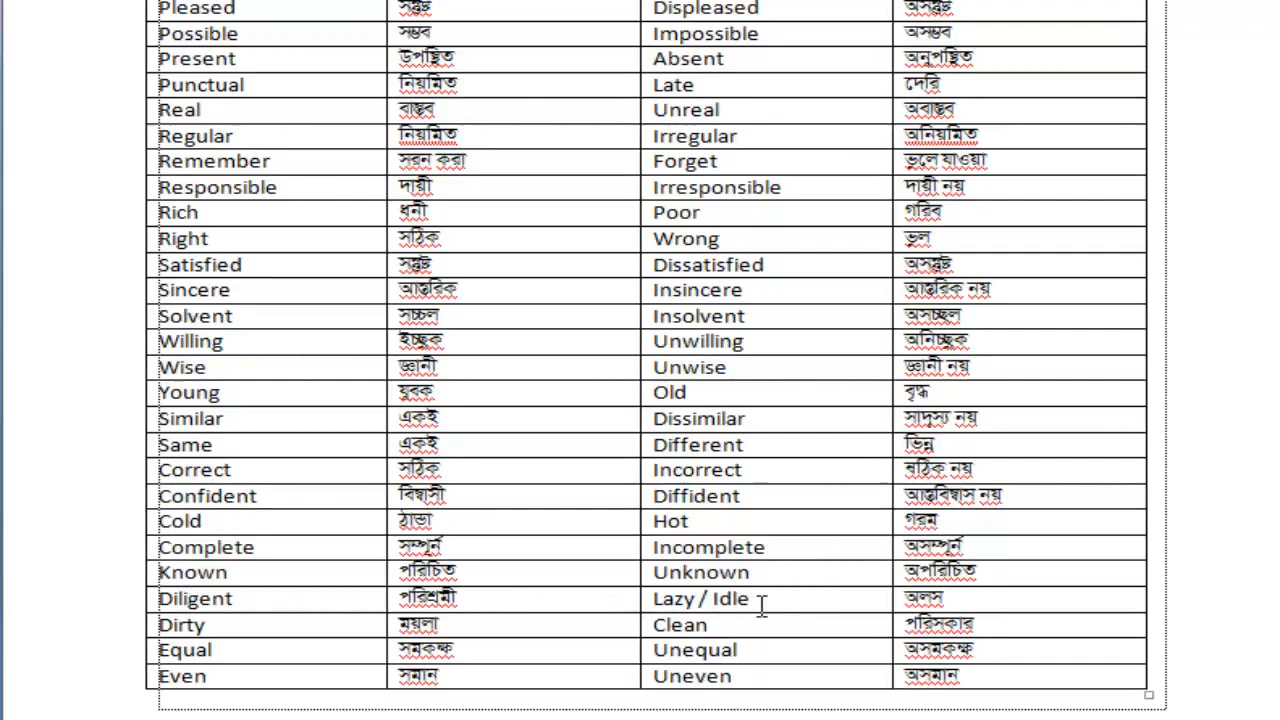 Pleased সন্তুষ্ট Displeased অসন্তুষ্ট
Possible সম্ভব Impossible অসম্ভব
Present উপস্থিত Absent অনুপস্থিত
Punctual নিয়মিত Late দেরি
Real বাস্তব Unreal অবাস্তব
Regular নিয়মিত Irregular অনিয়মিত
Remember সরন করা Forget ভুলে যাওয়া
Responsible দায়ী Irresponsible দায়ী নয়
Rich ধনী Poor গরিব
Right সঠিক Wrong ভুল
Satisfied সন্তুষ্ট Dissatisfied অসন্তুষ্ট
Sincere আন্তরিক Insincere আন্তরিক নয়
Solvent সচ্চল Insolvent অসচ্ছল
Willing ইচ্ছুক Unwilling অনিচ্ছুক
Wise জ্ঞানী Unwise জ্ঞানী নয়
Young যুবক Old বৃদ্ধ
Similar একই Dissimilar সাদৃস্য নয়
Same একই Different ভিন্ন
Correct সঠিক Incorrect ষঠিক নয়
Confident বিশ্বাসী Diffident আত্তবিশ্বাস নয়
Cold ঠান্ডা Hot গরম
Complete সম্পূর্ন Incomplete অসম্পূর্ন
Known পরিচিত Unknown অপরিচিত
Diligent পরিশ্রমী Lazy / Idle অলস
Dirty ময়লা Clean পরিসকার
Equal সমকক্ষ Unequal অসমকক্ষ
Even সমান Uneven অসমান